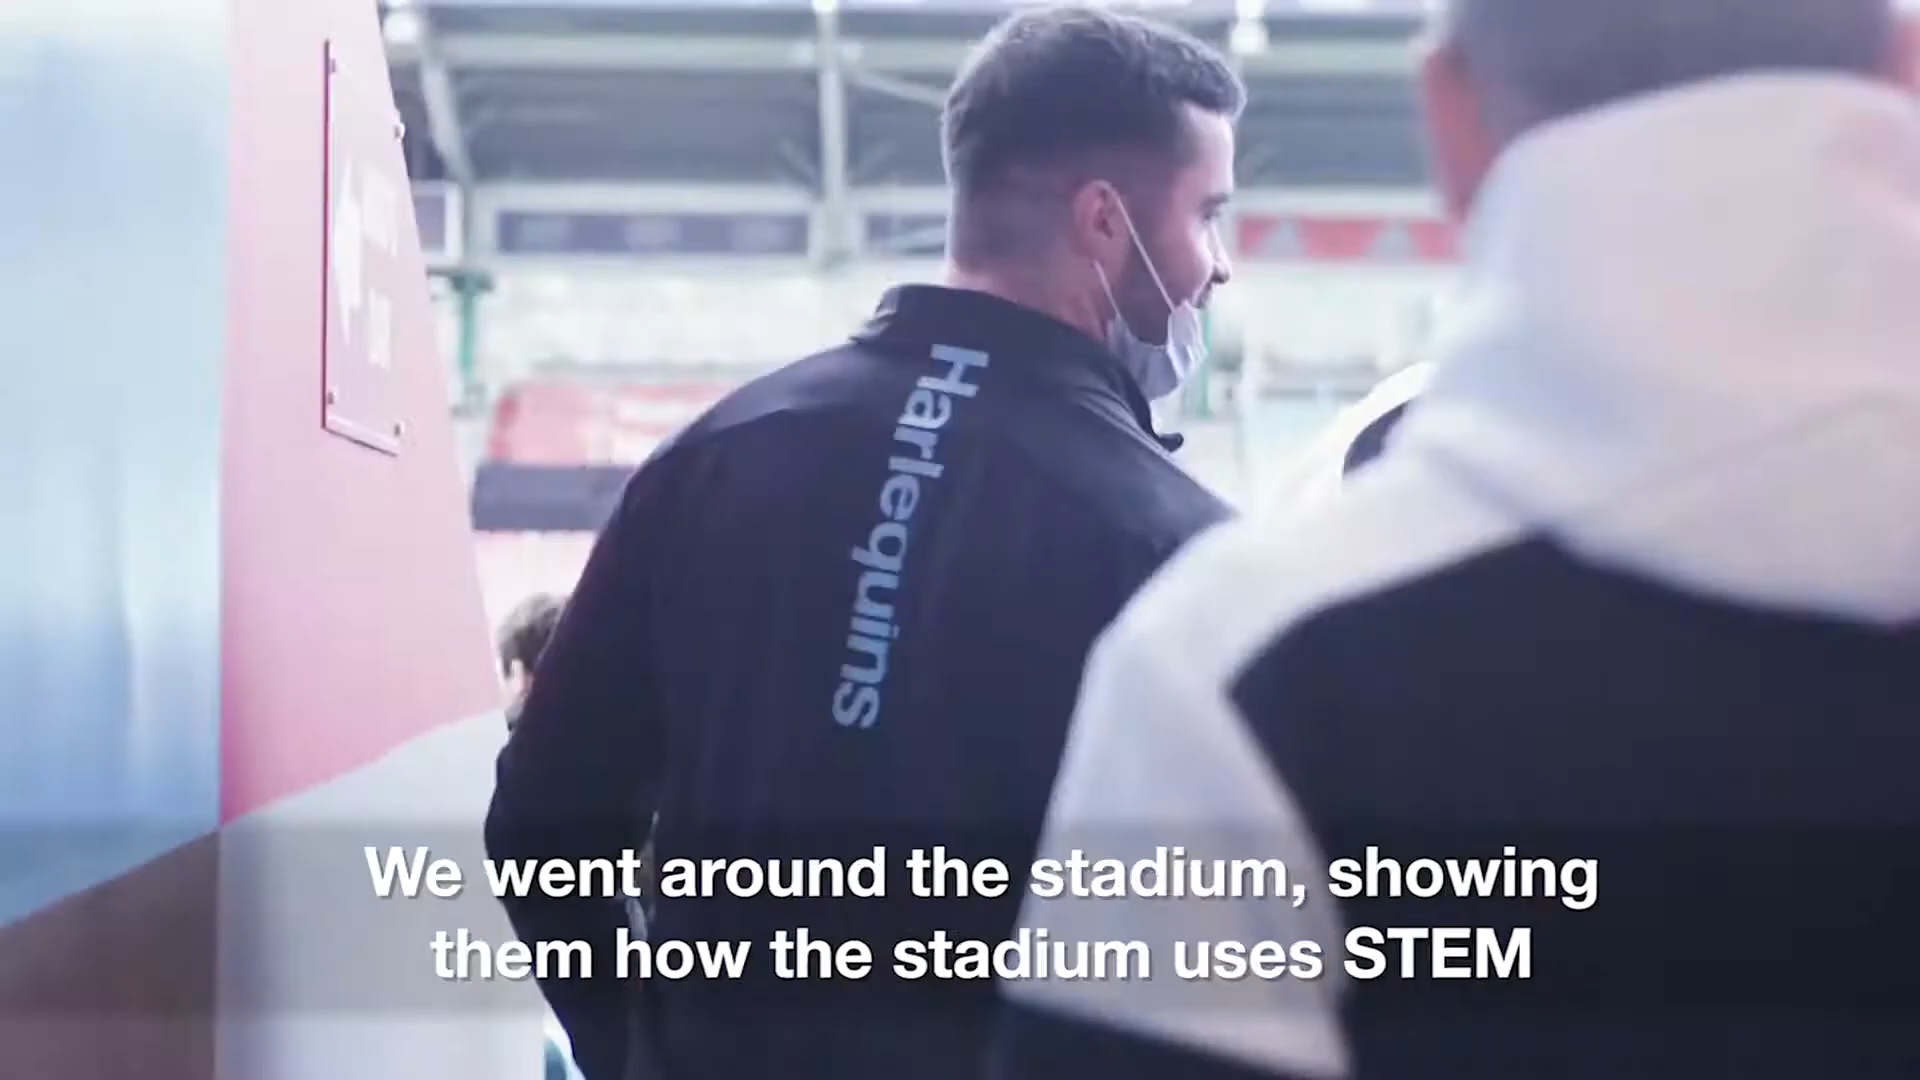 Harlequins
We went around the stadium, showing
them how the stadium uses STEM